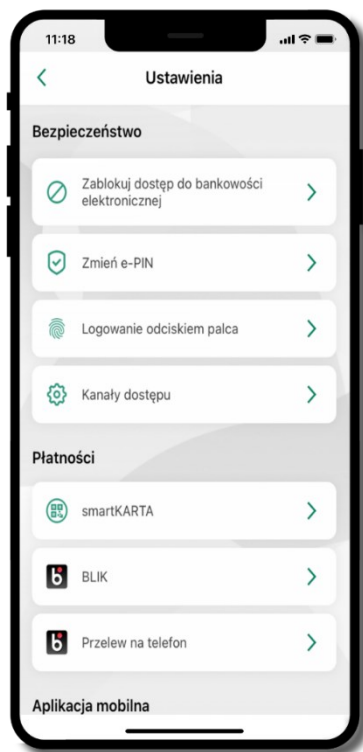 11:18
Ustawienia
Bezpieczeństwo
Zablokuj dostęp do bankowości
elektronicznej
Zmień e-PIN
Logowanie odciskiem palca
Kanały dostępu
Płatności
smartKARTA
BLIK
Przelew na telefon
Aplikacja mobilna